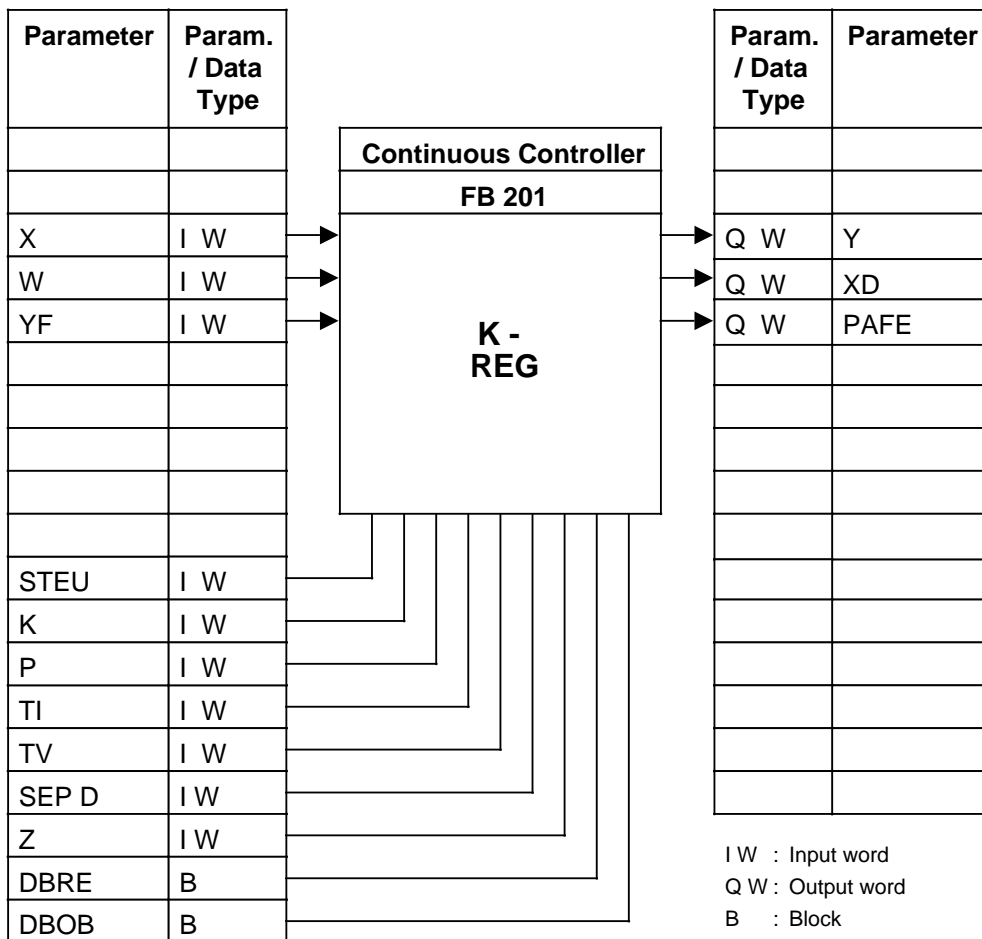 Parameter Param. / Data Type
X I W
W I W
YF I W
STEU I W
K I W
P I W
TI I W
TV I W
SEP D I W
Z I W
DBRE B
DBOB B
Continuous Controller
FB 201
K -
REG
Param. / Data Type Parameter
Q W Y
Q W XD
Q W PAFE
I W : Input word
Q W : Output word
B : Block